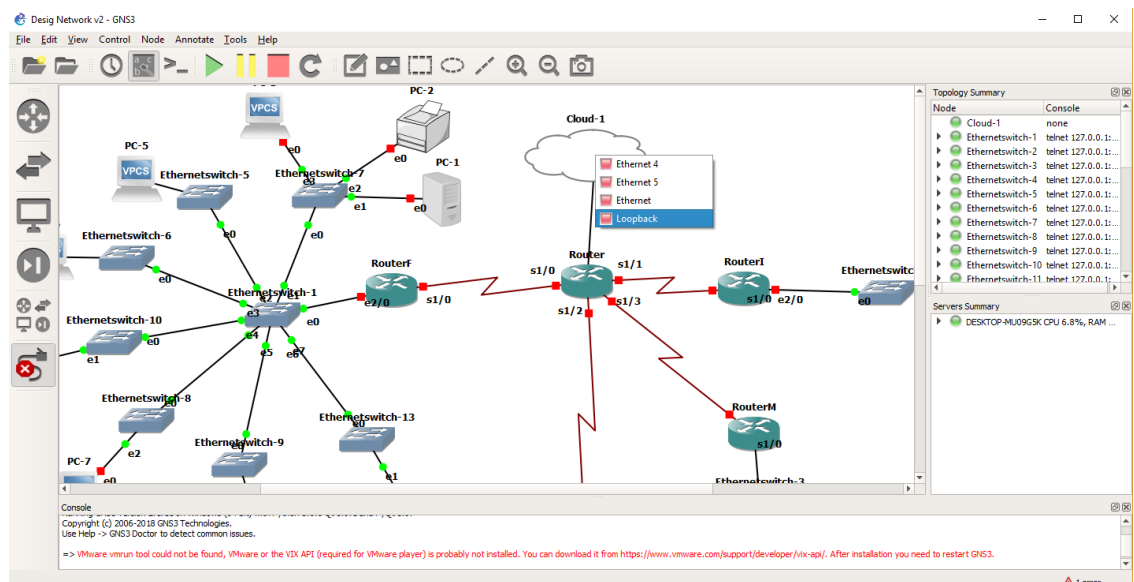 Desig Network v2 - GNS3
File Edit View Control Node Annotate Tools Help
PC-2
Cloud-1
PC-5
VPCS
VPCS
e0
e0
PC-1
Ethernetswitch-5
Ethernetswitch-7
e3
e2
e1
e0
Ethernet 4
Ethernet 5
Ethernet
Loopback
e0
e0
Ethernetswitch-6
e0
RouterF
Router
RouterI
Ethernetswitc
s1/0
s1/1
Ethernetswitch-1
e2
e1
e3
e2/0
s1/0
s1/3
s1/0
e2/0
e0
s1/2
Ethernetswitch-10
e0
e4
e0
e1
e5
e6
e7
Ethernetswitch-8
e0
Ethernetswitch-13
e0
RouterM
Ethernetswitch-9
e0
s1/0
e2
PC-7
e0
e1
Ethernetswitch-3
Topology Summary
Node Console
Cloud-1 none
Ethernetswitch-1 telnet 127.0.0.1:...
Ethernetswitch-2 telnet 127.0.0.1:...
Ethernetswitch-3 telnet 127.0.0.1:...
Ethernetswitch-4 telnet 127.0.0.1:...
Ethernetswitch-5 telnet 127.0.0.1:...
Ethernetswitch-6 telnet 127.0.0.1:...
Ethernetswitch-7 telnet 127.0.0.1:...
Ethernetswitch-8 telnet 127.0.0.1:...
Ethernetswitch-9 telnet 127.0.0.1:...
Ethernetswitch-10 telnet 127.0.0.1:...
Ethernetswitch-11 telnet 127.0.0.1:...
Servers Summary
DESKTOP-MU09G5K CPU 6.8%, RAM ...
Console
Copyright (c) 2006-2018 GNS3 Technologies.
Use Help -> GNS3 Doctor to detect common issues.
=> VMware vmrun tool could not be found, VMware or the VIX API (required for VMware player) is probably not installed. You can download it from https://www.vmware.com/support/developer/vix-api/. After installation you need to restart GNS3.